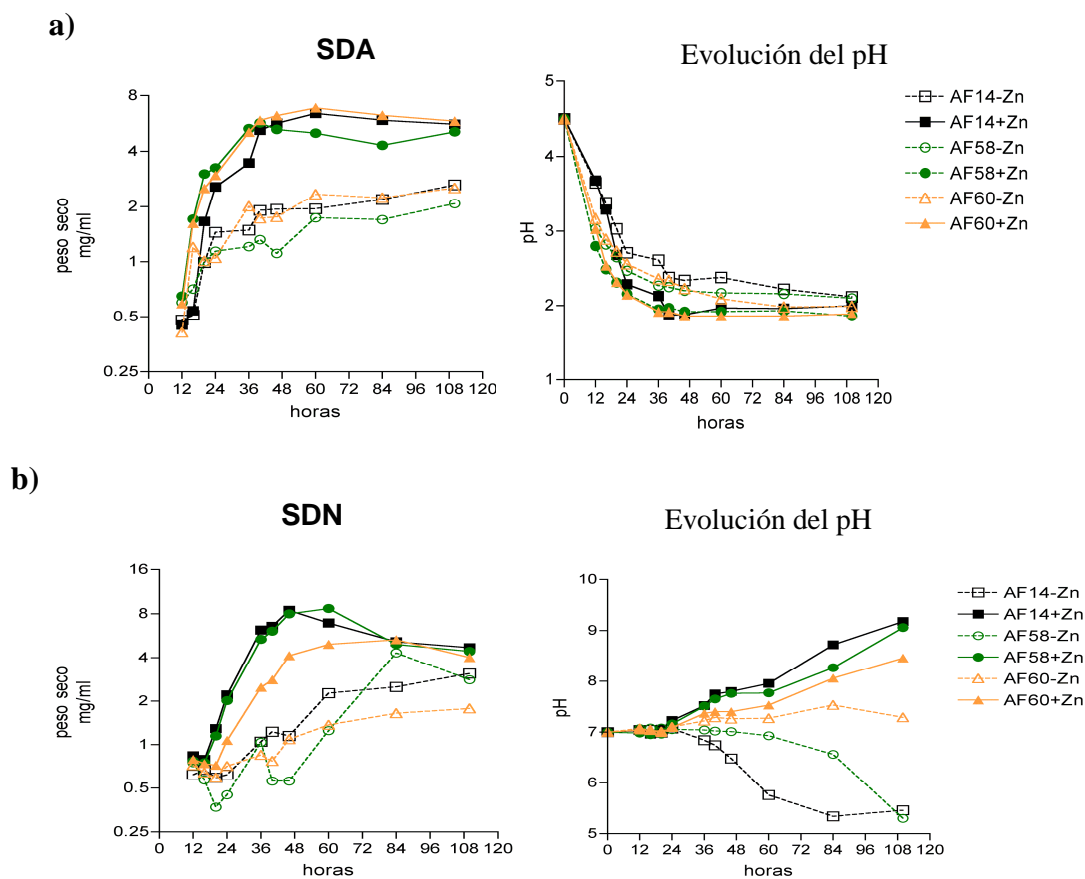 a)
SDA
Evolución del pH
peso seco
mg/ml
8
4
2
1
0.5
0.25
0 12 24 36 48 60 72 84 96 108 120
horas
pH
5
4
3
2
1
0 12 24 36 48 60 72 84 96 108 120
horas
AF14-Zn
AF14+Zn
AF58-Zn
AF58+Zn
AF60-Zn
AF60+Zn
b)
SDN
Evolución del pH
peso seco
mg/ml
16
8
4
2
1
0.5
0.25
0 12 24 36 48 60 72 84 96 108 120
horas
pH
10
9
8
7
6
5
0 12 24 36 48 60 72 84 96 108 120
horas
AF14-Zn
AF14+Zn
AF58-Zn
AF58+Zn
AF60-Zn
AF60+Zn